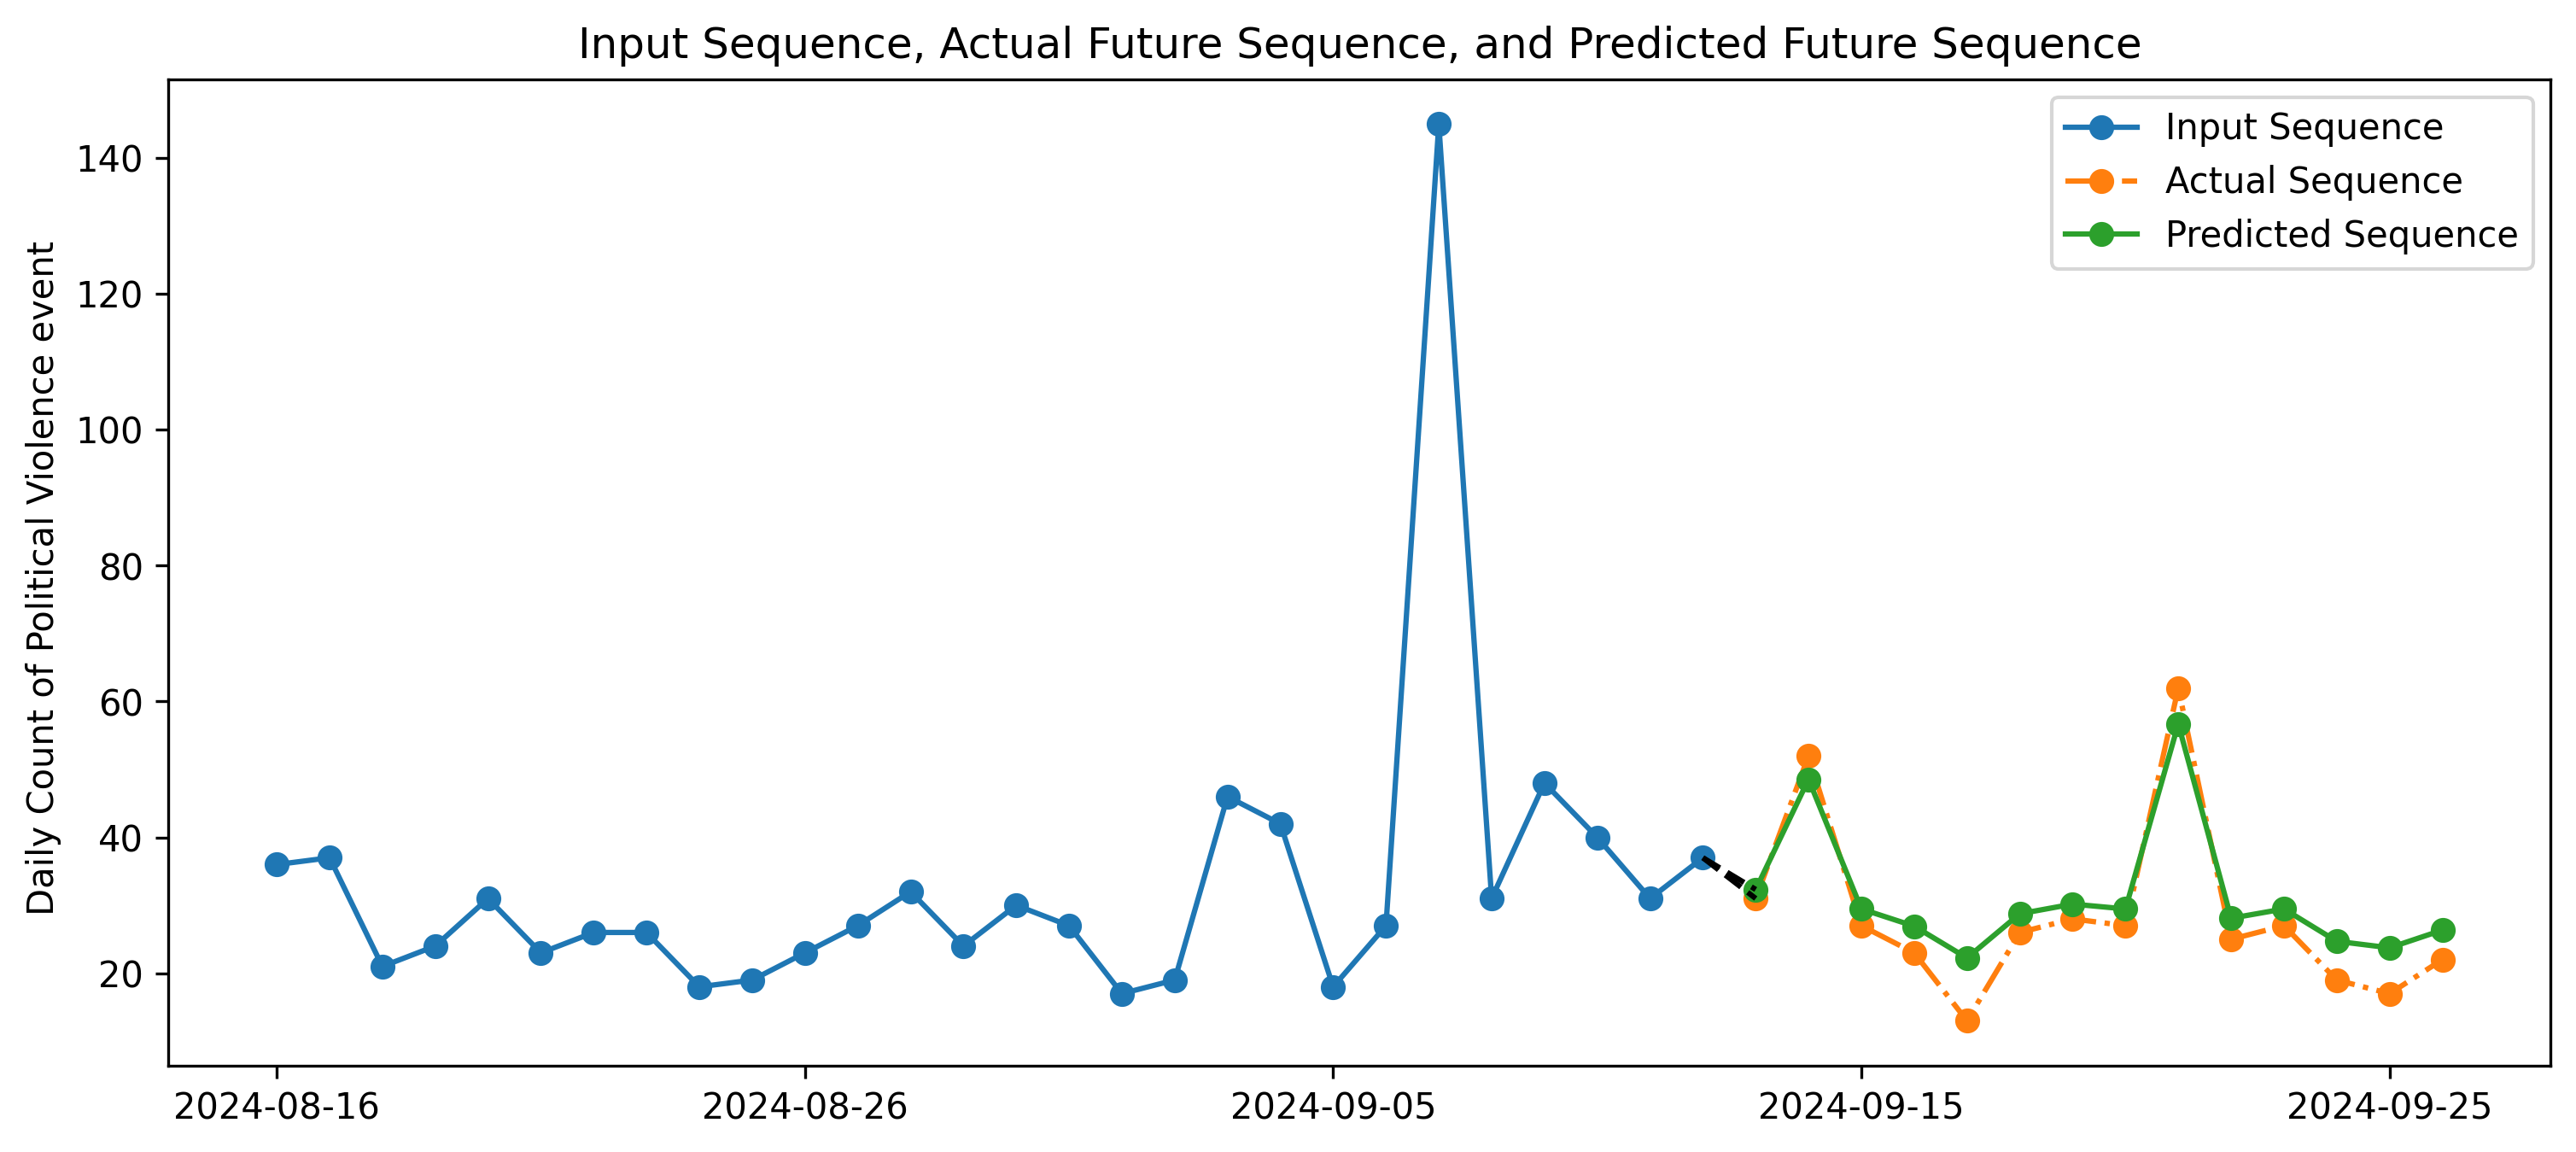 Input Sequence, Actual Future Sequence, and Predicted Future Sequence
Input Sequence
Actual Sequence
Predicted Sequence
Daily Count of Political Violence event
140
120
100
80
60
40
20
2024-08-16
2024-08-26
2024-09-05
2024-09-15
2024-09-25